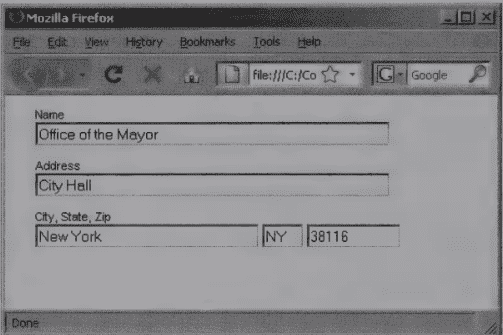 Mozilla Firefox
File Edit View History Bookmarks Tools Help
file:///C:/Co G Google
Name
Office of the Mayor
Address
City Hall
City, State, Zip
New York NY 38116
Done